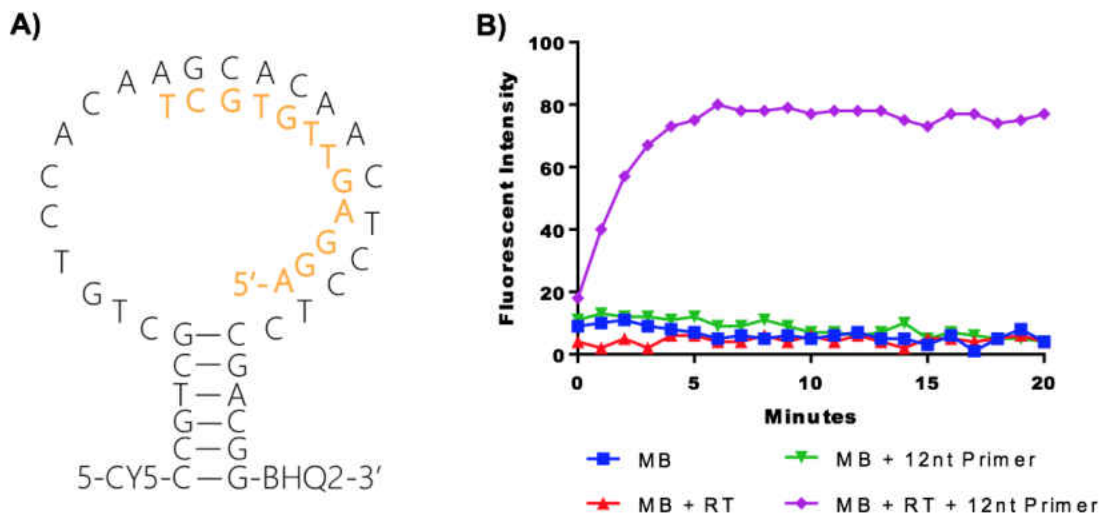 A)
C T G T C C A C A A G C A C A A C T C C T C
T C G T G T T G A G G
5'-A
G–C
C–G
T–A
G–C
C–G
5-CY5-C–G-BHQ2-3'
B)
Fluorescent Intensity
100
80
60
40
20
0
0 5 10 15 20
Minutes
MB
MB + 12nt Primer
MB + RT
MB + RT + 12nt Primer